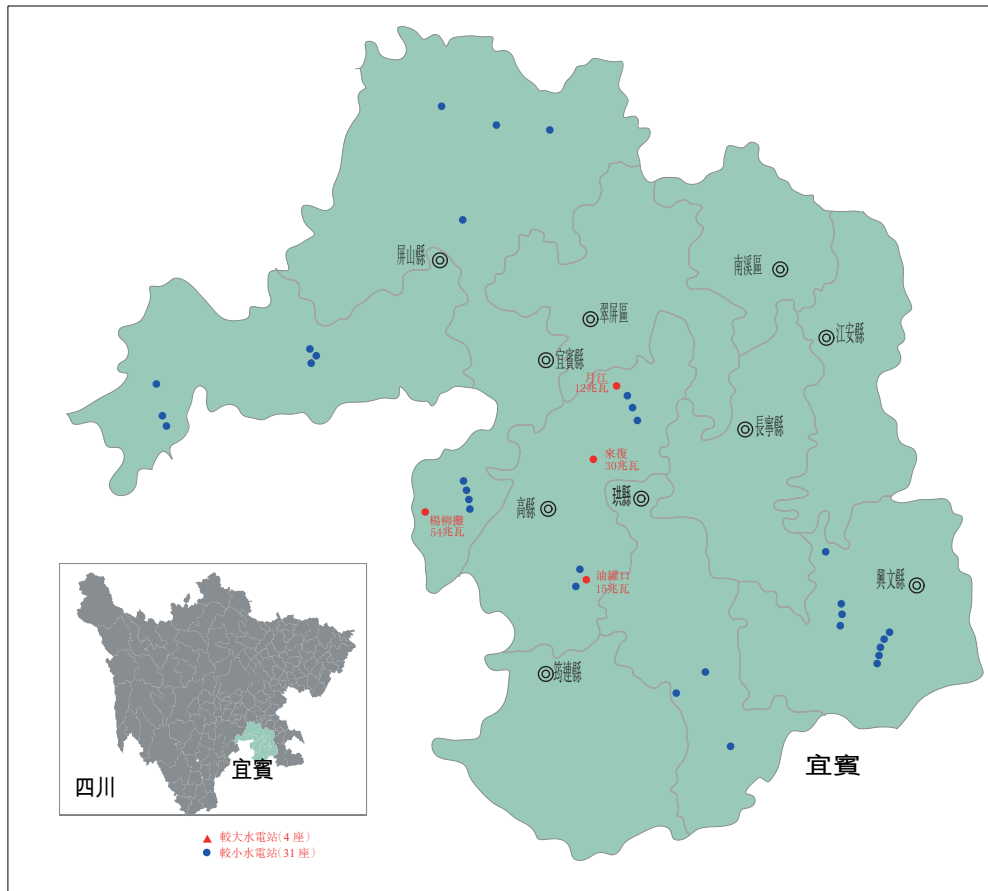 屏山縣
南溪區
翠屏區
江安縣
宜賓縣
月江
12兆瓦
長寧縣
來復
30兆瓦
珙縣
高縣
楊柳攤
54兆瓦
油罐口
15兆瓦
興文縣
筠連縣
宜賓
宜賓
四川
較大水電站(4 座)
較小水電站(31 座)